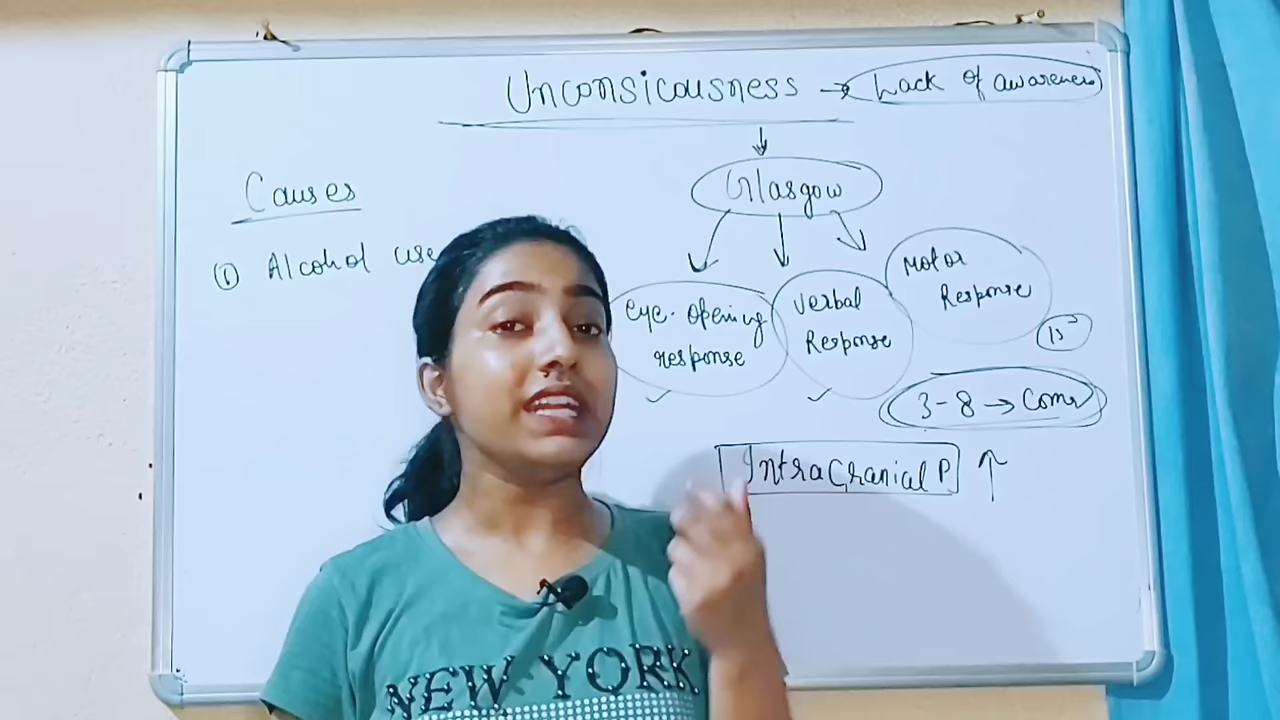 Unconsicousness → Lack of awareness
Glasgow
Causes
① Alcohol use
eye-opening
response
verbal
Response
Motor
Response
15
3-8 → Coma
IntraCranial P ↑
NEW YORK